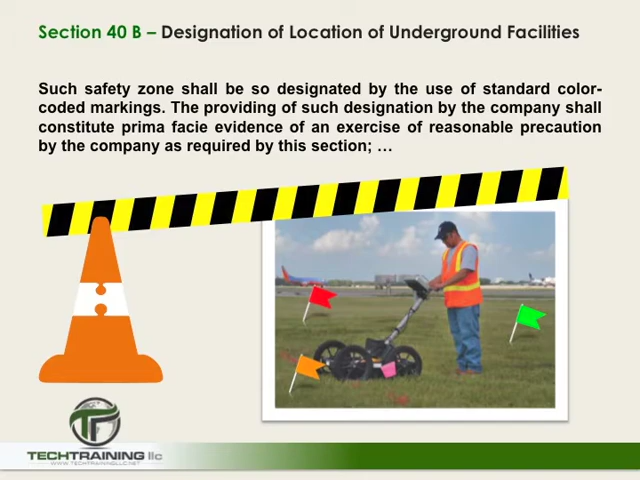 Section 40 B – Designation of Location of Underground Facilities
Such safety zone shall be so designated by the use of standard color-
coded markings. The providing of such designation by the company shall
constitute prima facie evidence of an exercise of reasonable precaution
by the company as required by this section; …
TECHTRAINING llc
WWW.TECHTRAININGLLC.NET